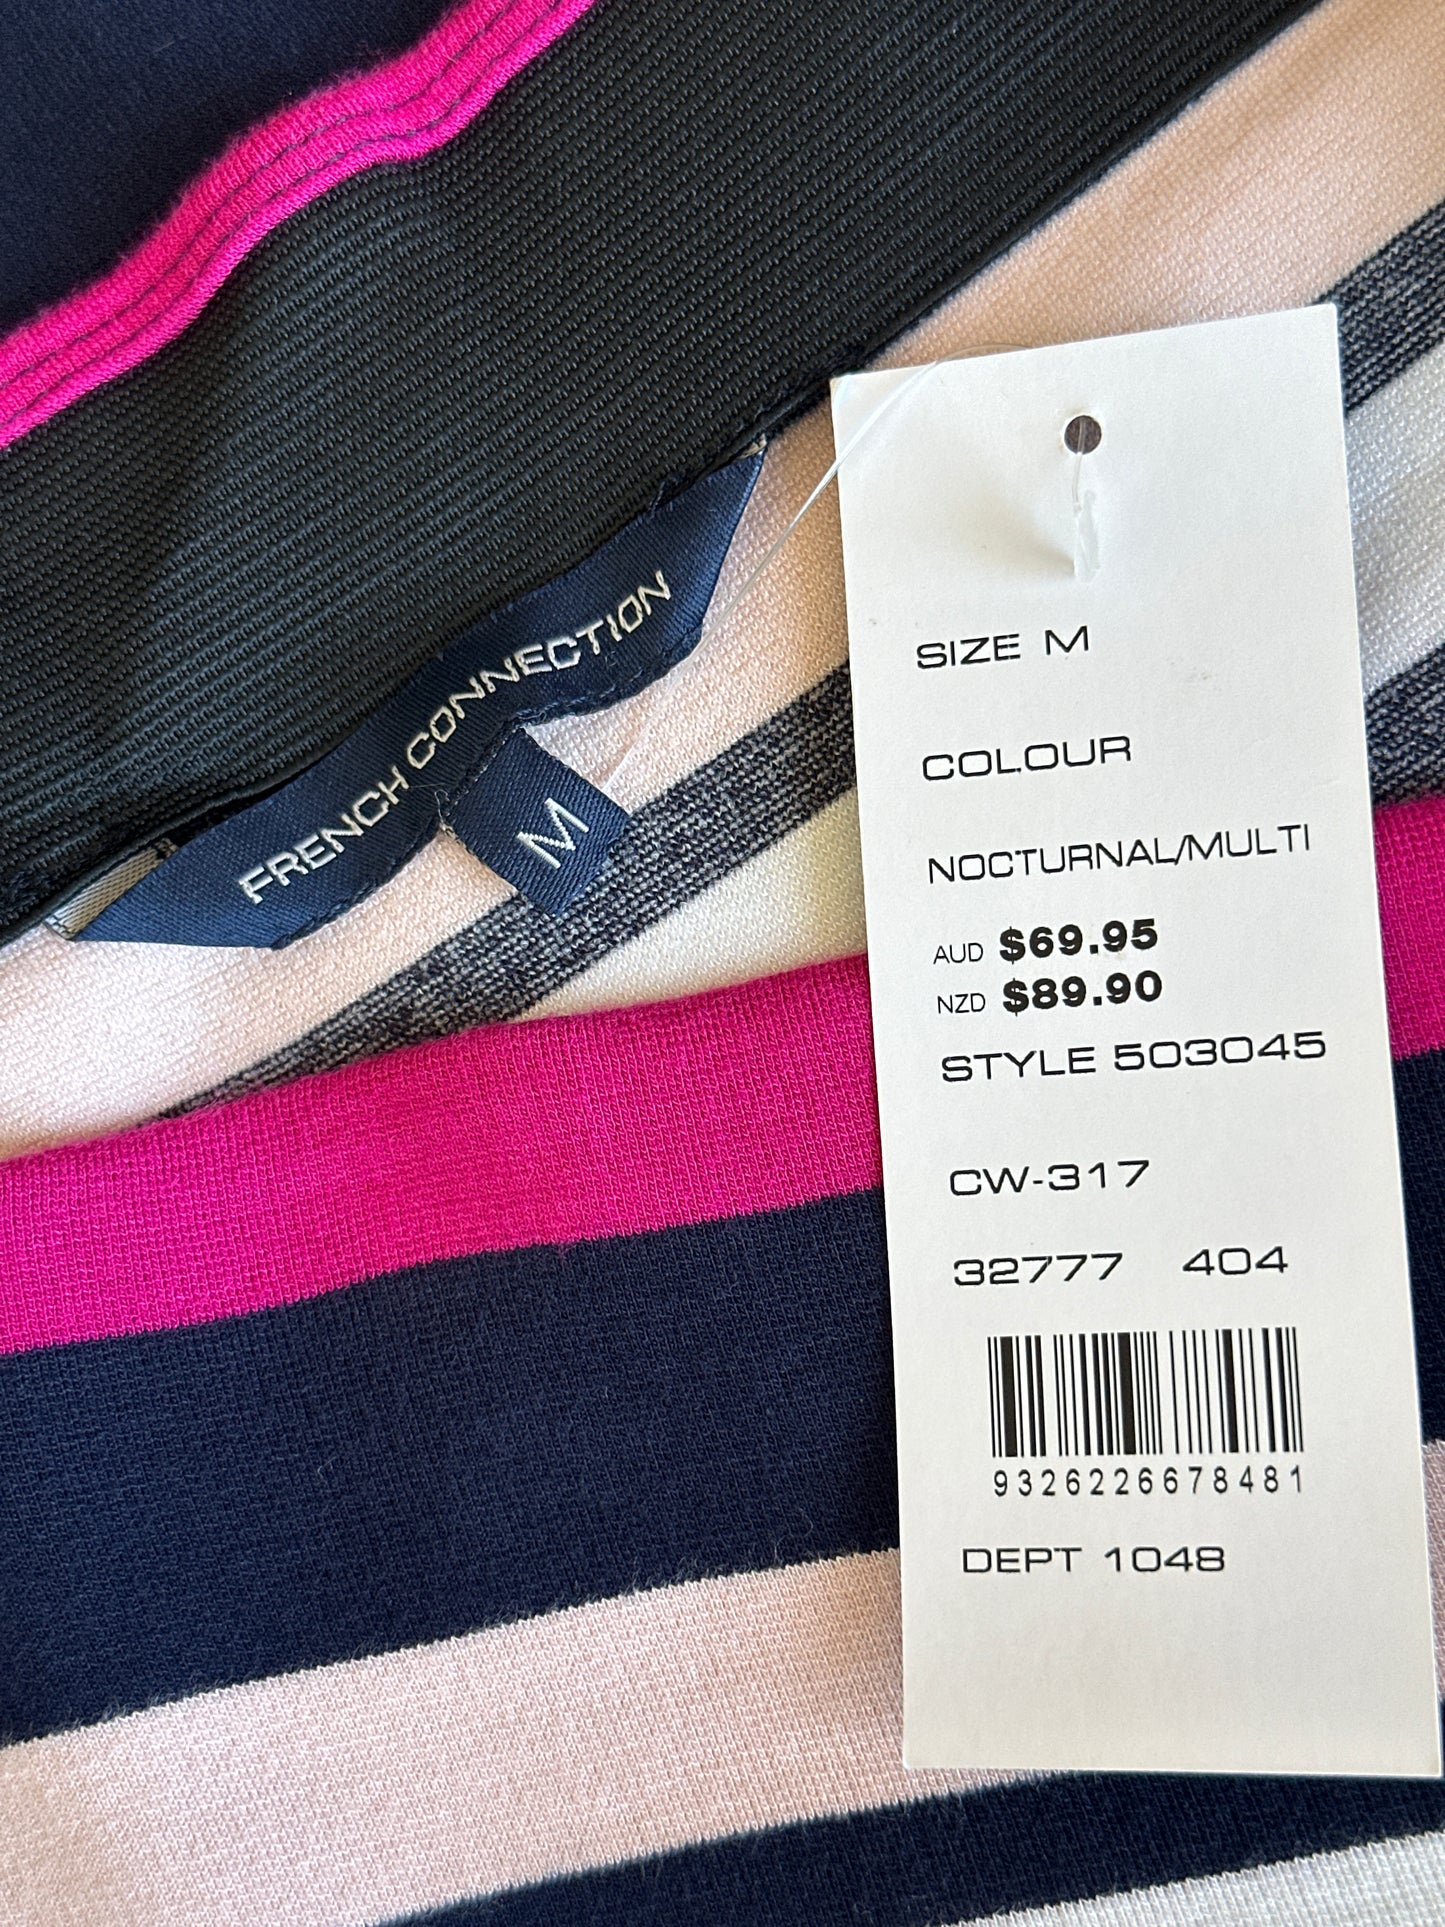 FRENCH CONNECTION
M
SIZE M
COLOUR
NOCTURNAL/MULTI
AUD $69.95
NZD $89.90
STYLE 503045
CW-317
32777 404
9326226678481
DEPT 1048